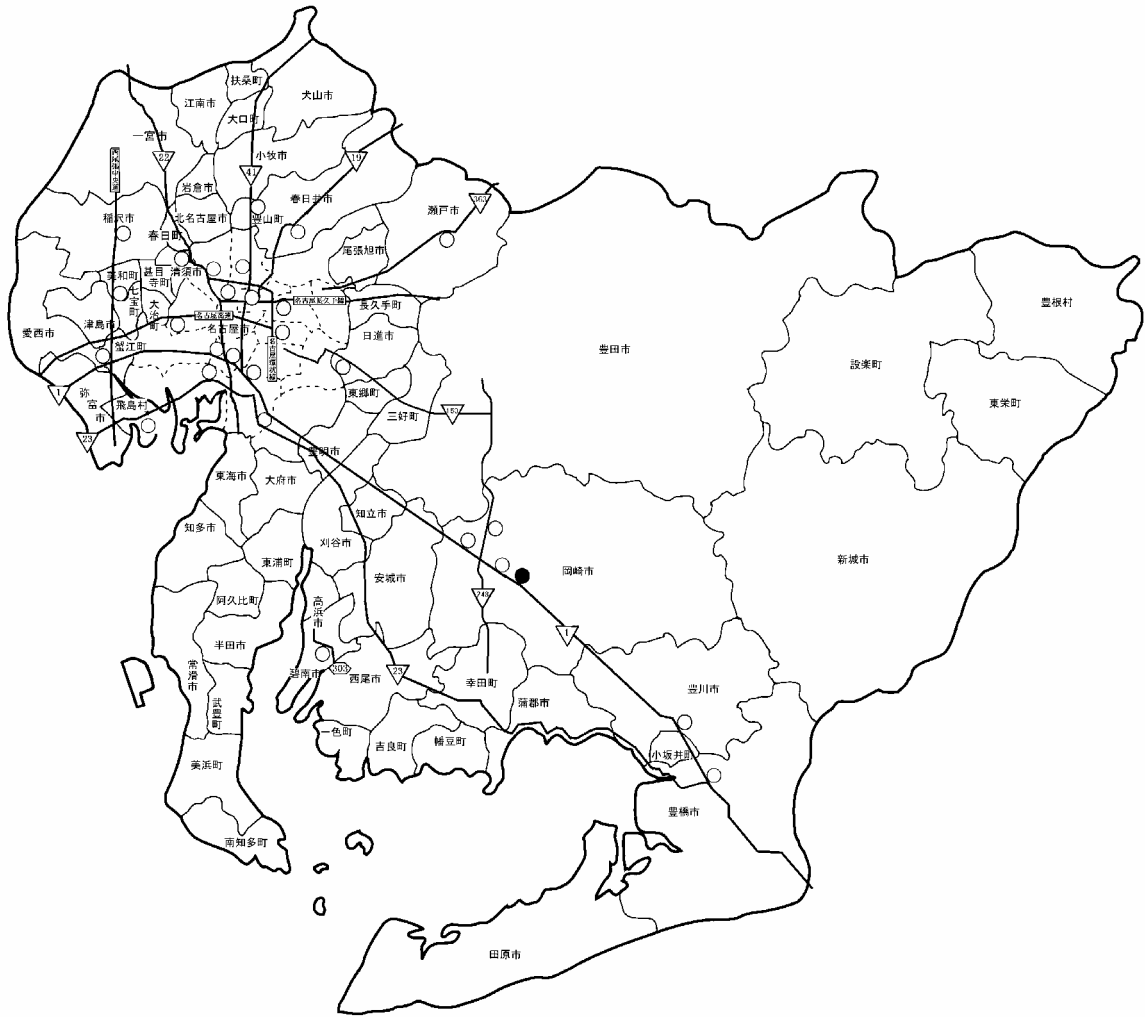 扶桑町
江南市
犬山市
大口町
一宮市
小牧市
22
19
41
岩倉市
春日井市
363
瀬戸市
稲沢市
北名古屋市
豊山町
春日町
尾張旭市
美和町
甚目寺町
清須市
七宝町
大治町
長久手町
名古屋市
津島市
愛西市
日進市
蟹江町
1
弥富市
飛島村
東郷町
三好町
153
23
豊明市
豊田市
設楽町
豊根村
東栄町
東海市
大府市
知多市
知立市
刈谷市
東浦町
安城市
岡崎市
新城市
阿久比町
高浜市
248
1
半田市
碧南市
303
西尾市
23
幸田町
豊川市
常滑市
武豊町
蒲郡市
一色町
吉良町
幡豆町
小坂井町
美浜町
豊橋市
南知多町
田原市